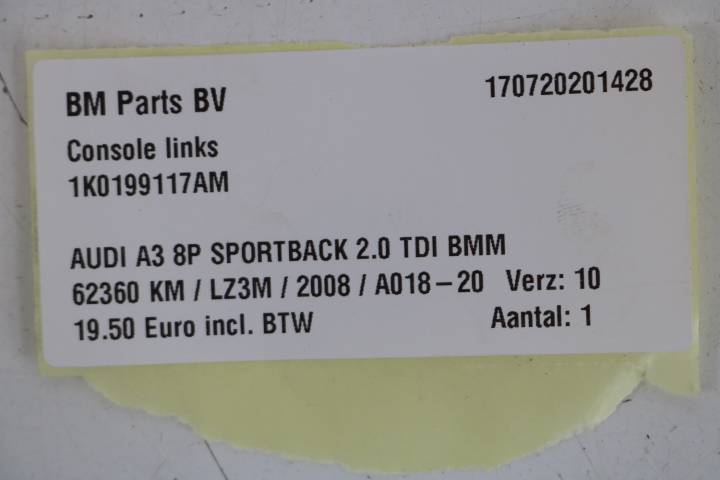 BM Parts BV 170720201428
Console links
1K0199117AM
AUDI A3 8P SPORTBACK 2.0 TDI BMM
62360 KM / LZ3M / 2008 / A018-20 Verz: 10
19.50 Euro incl. BTW Aantal: 1